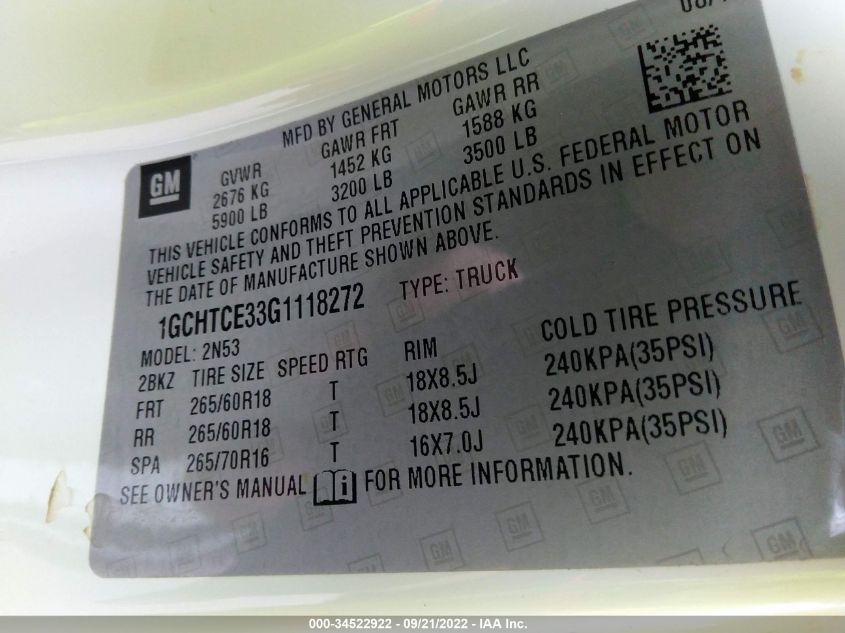 MFD BY GENERAL MOTORS LLC
GM
GVWR GAWR FRT GAWR RR
2676 KG 1452 KG 1588 KG
5900 LB 3200 LB 3500 LB
THIS VEHICLE CONFORMS TO ALL APPLICABLE U.S. FEDERAL MOTOR
VEHICLE SAFETY AND THEFT PREVENTION STANDARDS IN EFFECT ON
THE DATE OF MANUFACTURE SHOWN ABOVE.
1GCHTCE33G1118272 TYPE: TRUCK
MODEL: 2N53
2BKZ TIRE SIZE SPEED RTG RIM COLD TIRE PRESSURE
FRT 265/60R18 T 18X8.5J 240KPA(35PSI)
RR 265/60R18 T 18X8.5J 240KPA(35PSI)
SPA 265/70R16 T 16X7.0J 240KPA(35PSI)
SEE OWNER'S MANUAL i FOR MORE INFORMATION.
000-34522922 - 09/21/2022 - IAA Inc.